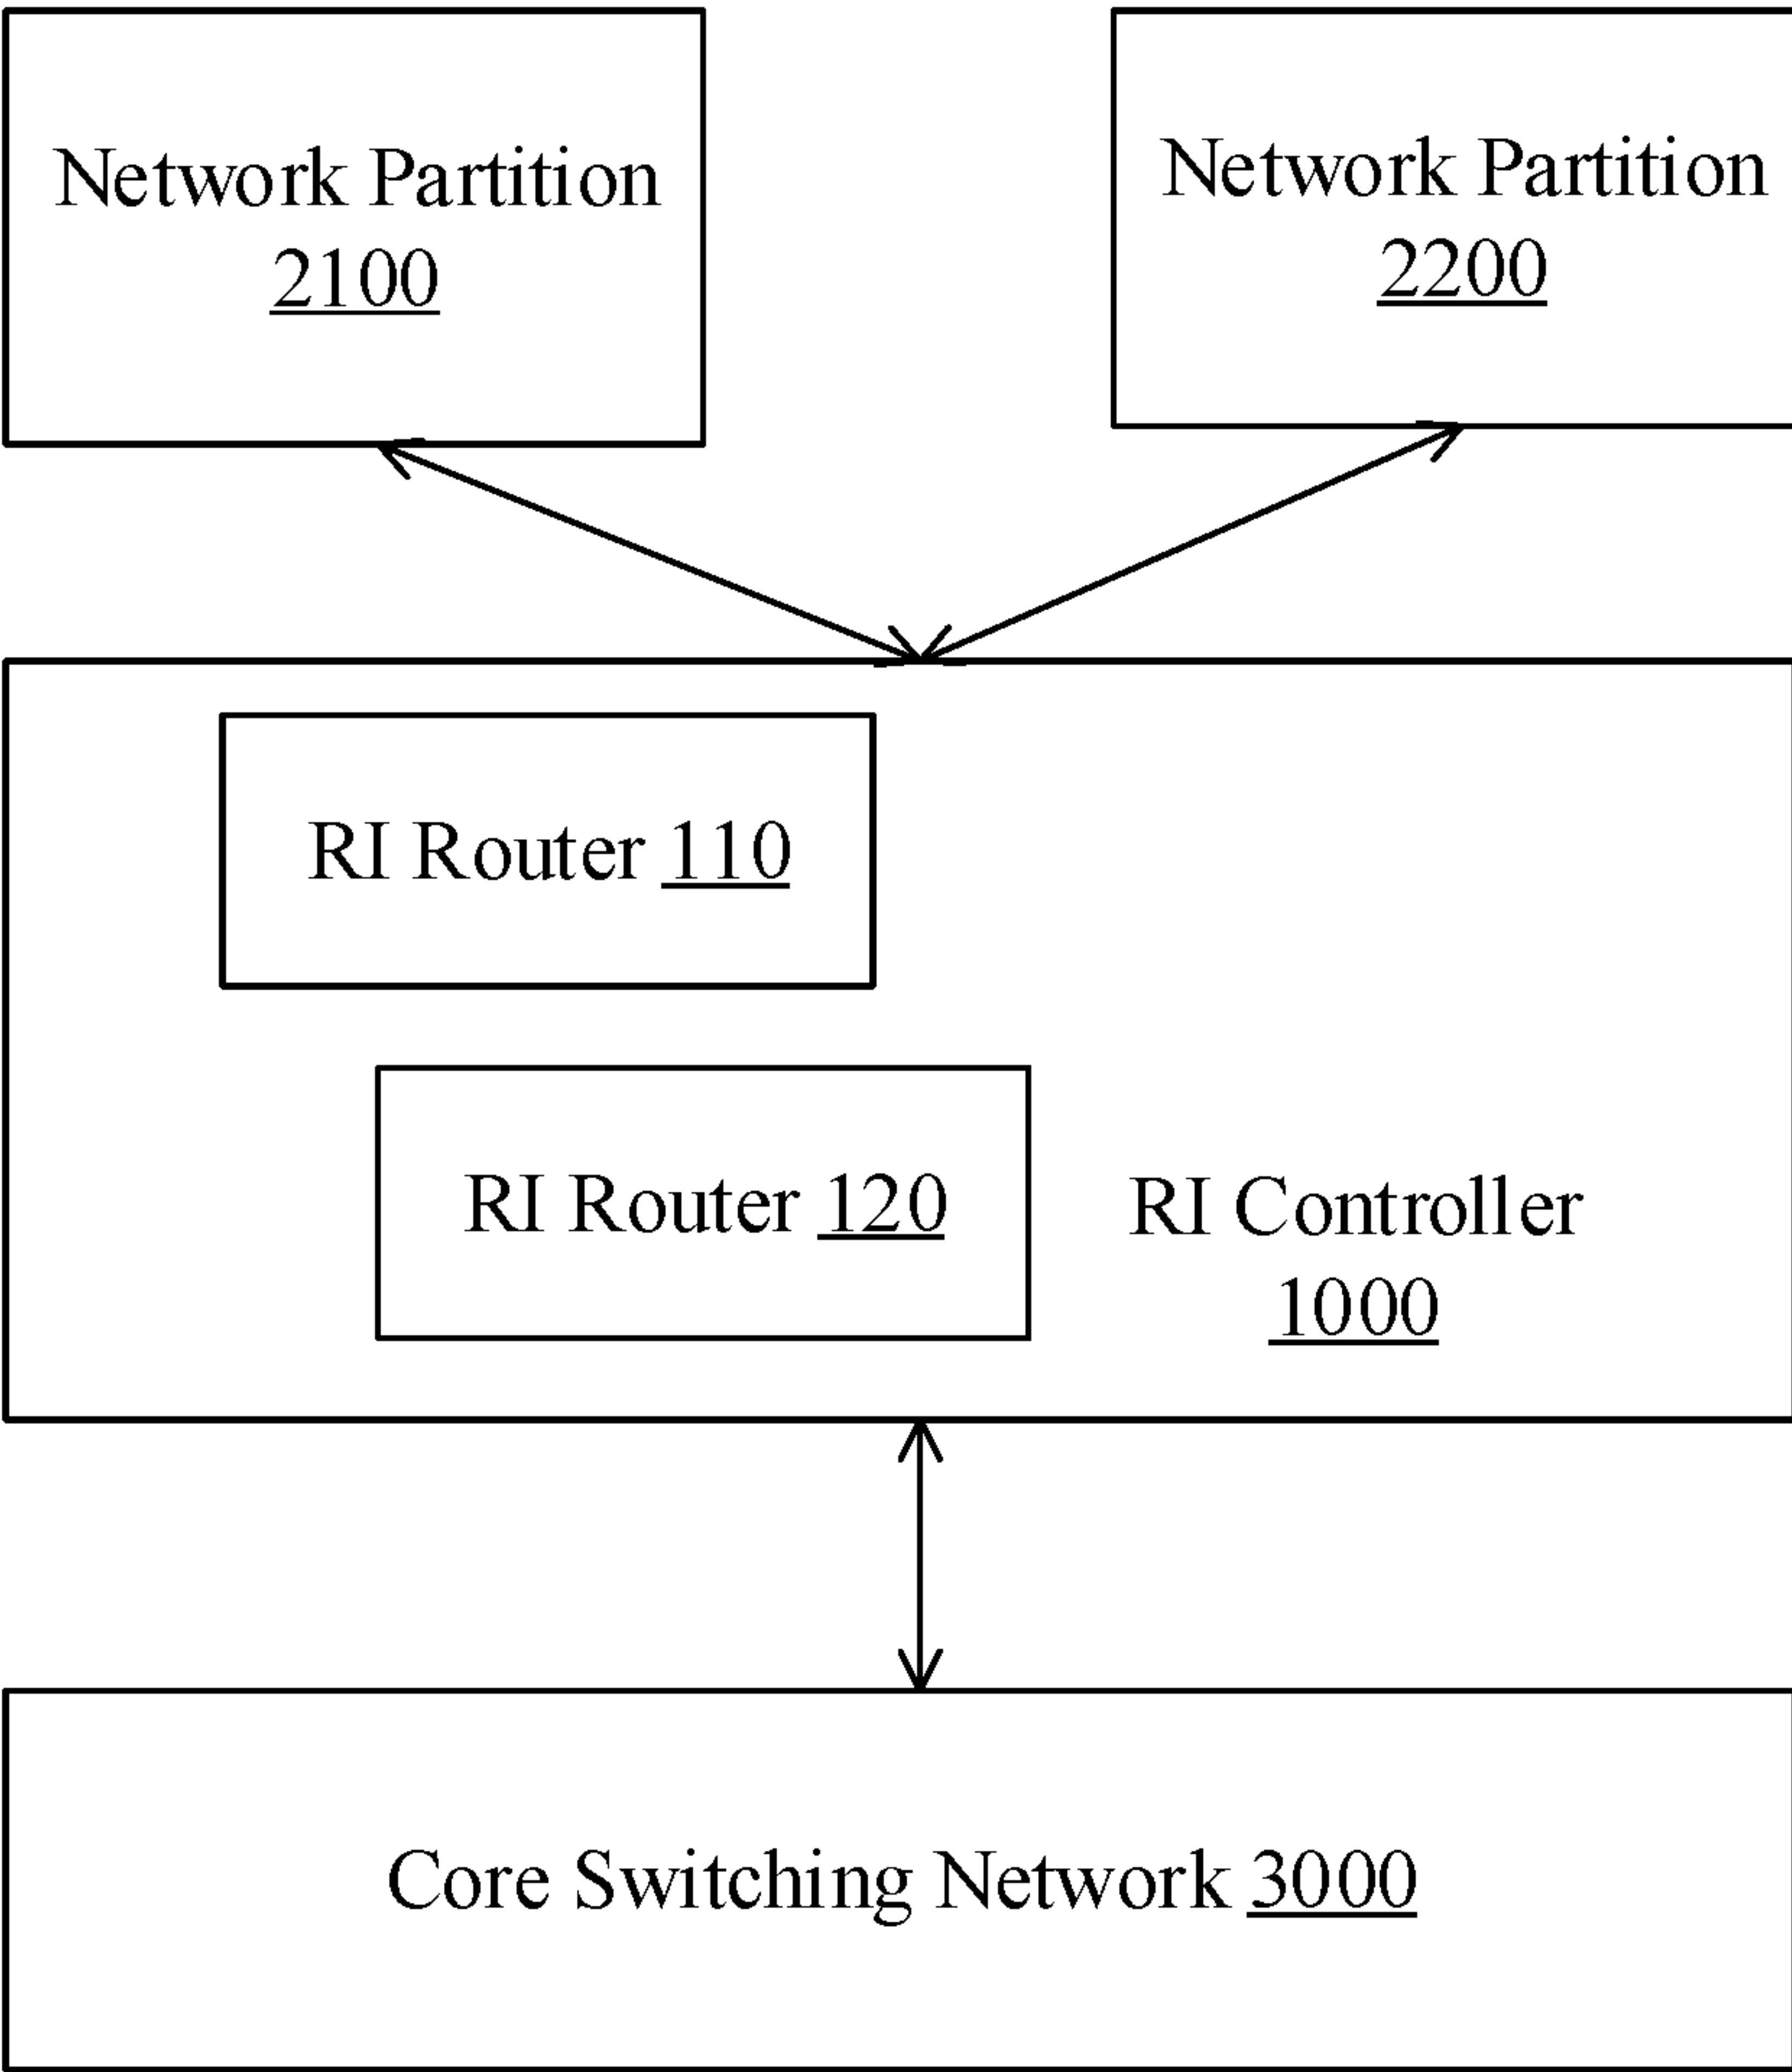 Network Partition
2100
Network Partition
2200
RI Router 110
RI Router 120
RI Controller
1000
Core Switching Network 3000